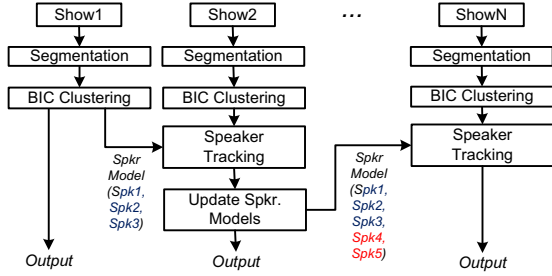 Show1
Show2
...
ShowN
Segmentation
Segmentation
Segmentation
BIC Clustering
BIC Clustering
BIC Clustering
Speaker
Tracking
Speaker
Tracking
Spkr
Model
(Spk1,
Spk2,
Spk3)
Update Spkr.
Models
Spkr
Model
(Spk1,
Spk2,
Spk3,
Spk4,
Spk5)
Output
Output
Output